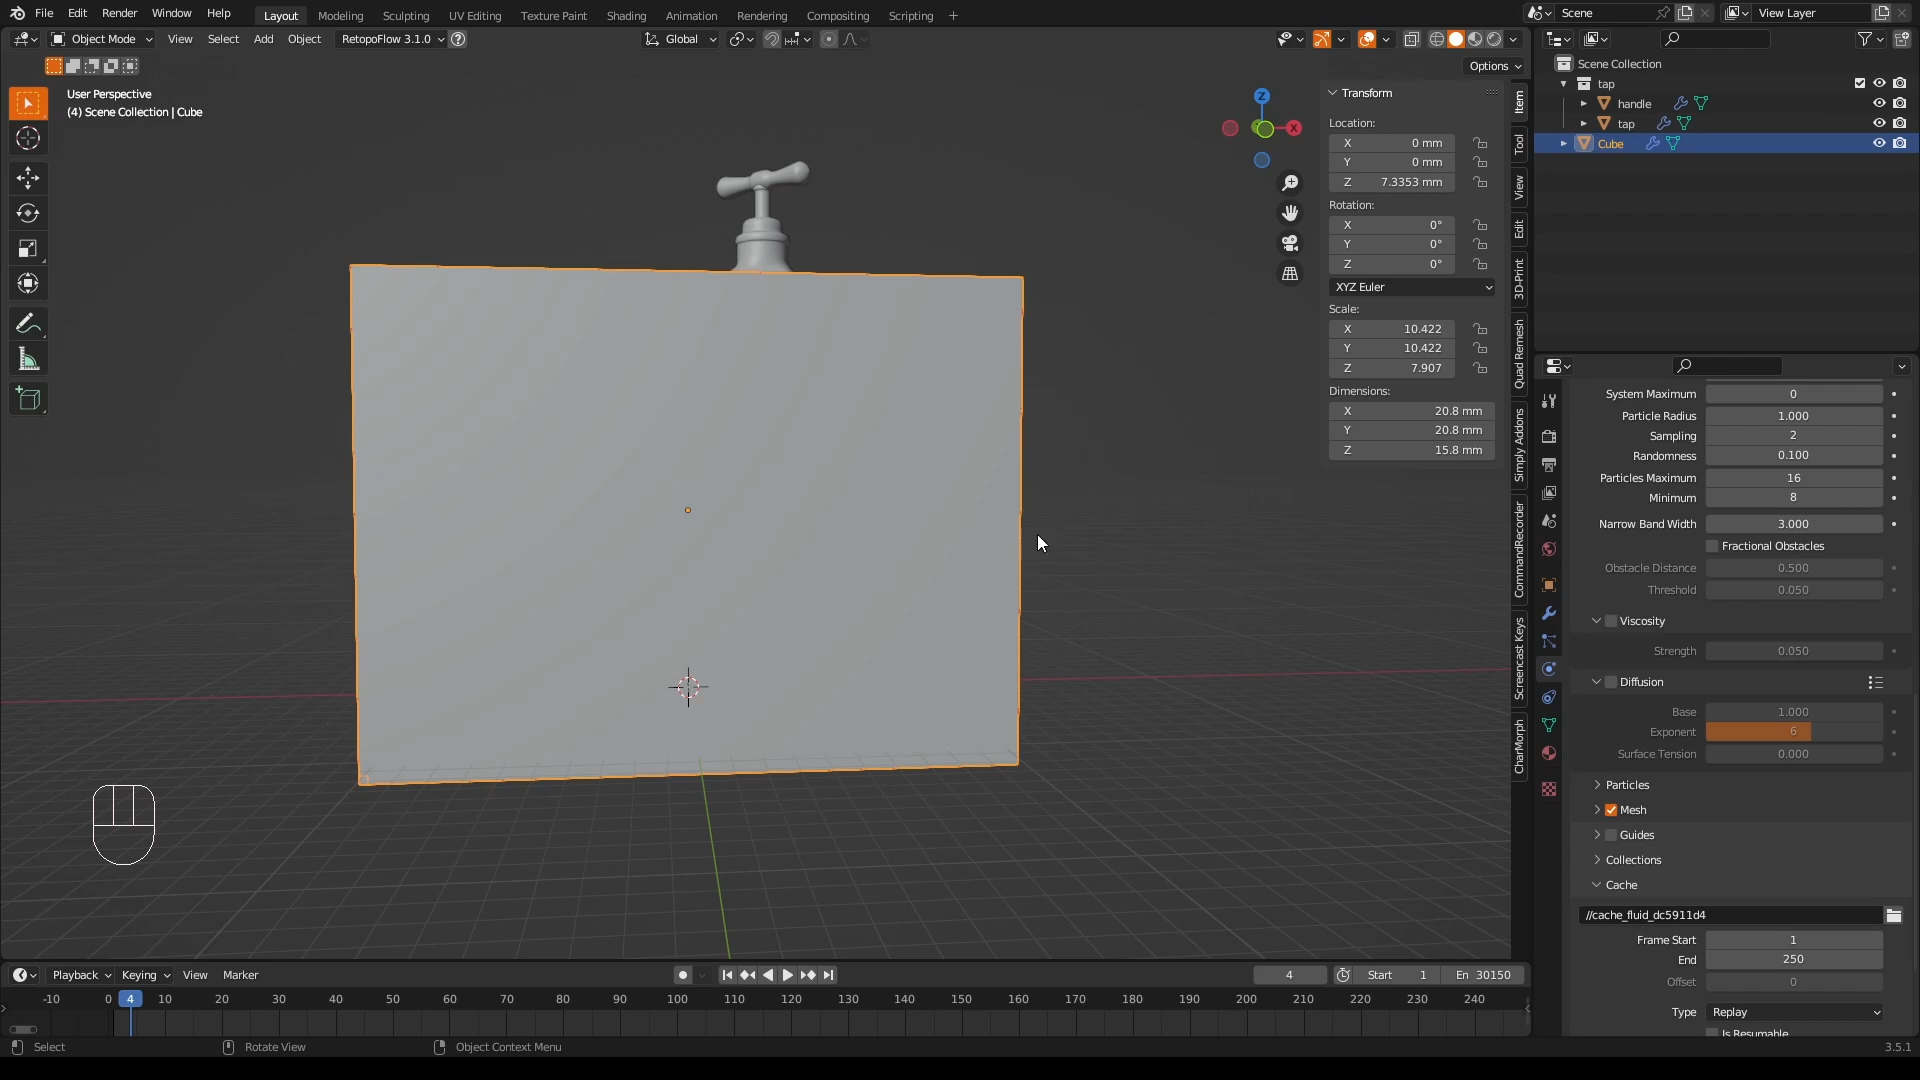 File Edit Render Window Help Layout Modeling Sculpting UV Editing Texture Paint Shading Animation Rendering Compositing Scripting + Scene View Layer
Object Mode View Select Add Object RetopoFlow 3.1.0 Global
Options
User Perspective
(4) Scene Collection | Cube
Z
X
Transform
Location:
X 0 mm
Y 0 mm
Z 7.3353 mm
Rotation:
X 0°
Y 0°
Z 0°
XYZ Euler
Scale:
X 10.422
Y 10.422
Z 7.907
Dimensions:
X 20.8 mm
Y 20.8 mm
Z 15.8 mm
Item
Tool
View
Edit
3D-Print
Quad Remesh
Simply Addons
CommandRecorder
Screencast Keys
CharMorph
Scene Collection
tap
handle
tap
Cube
System Maximum 0
Particle Radius 1.000
Sampling 2
Randomness 0.100
Particles Maximum 16
Minimum 8
Narrow Band Width 3.000
Fractional Obstacles
Obstacle Distance 0.500
Threshold 0.050
Viscosity
Strength 0.050
Diffusion
Base 1.000
Exponent 6
Surface Tension 0.000
Particles
Mesh
Guides
Collections
Cache
//cache_fluid_dc5911d4
Frame Start 1
End 250
Offset 0
Type Replay
Is Resumable
Playback Keying View Marker 4 Start 1 En 30150
-10 0 4 10 20 30 40 50 60 70 80 90 100 110 120 130 140 150 160 170 180 190 200 210 220 230 240
Select Rotate View Object Context Menu 3.5.1